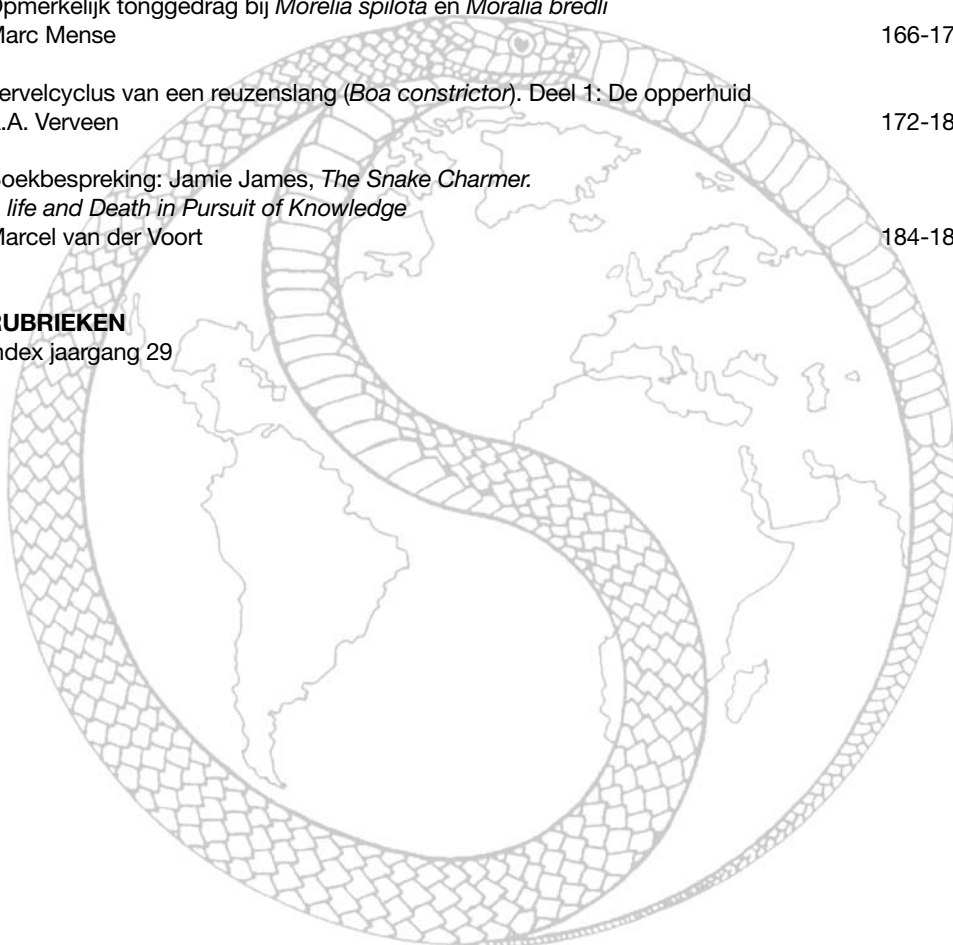 pmerkelijk tonggedrag bij Morelia spilota en Moralia bredli
Marc Mense 166-17
ervelcyclus van een reuzenslang (Boa constrictor). Deel 1: De opperhuid
.A. Verveen 172-18
oekbespreking: Jamie James, The Snake Charmer.
life and Death in Pursuit of Knowledge
Marcel van der Voort 184-18
RUBRIEKEN
ndex jaargang 29